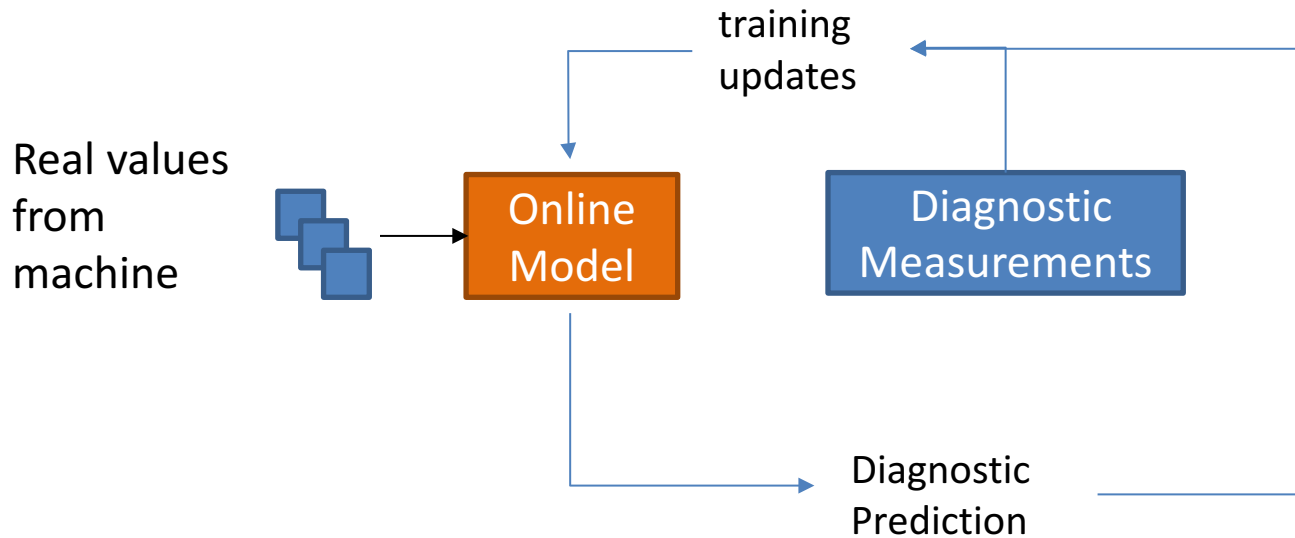 training
updates
Real values
from
machine
Online
Model
Diagnostic
Measurements
Diagnostic
Prediction